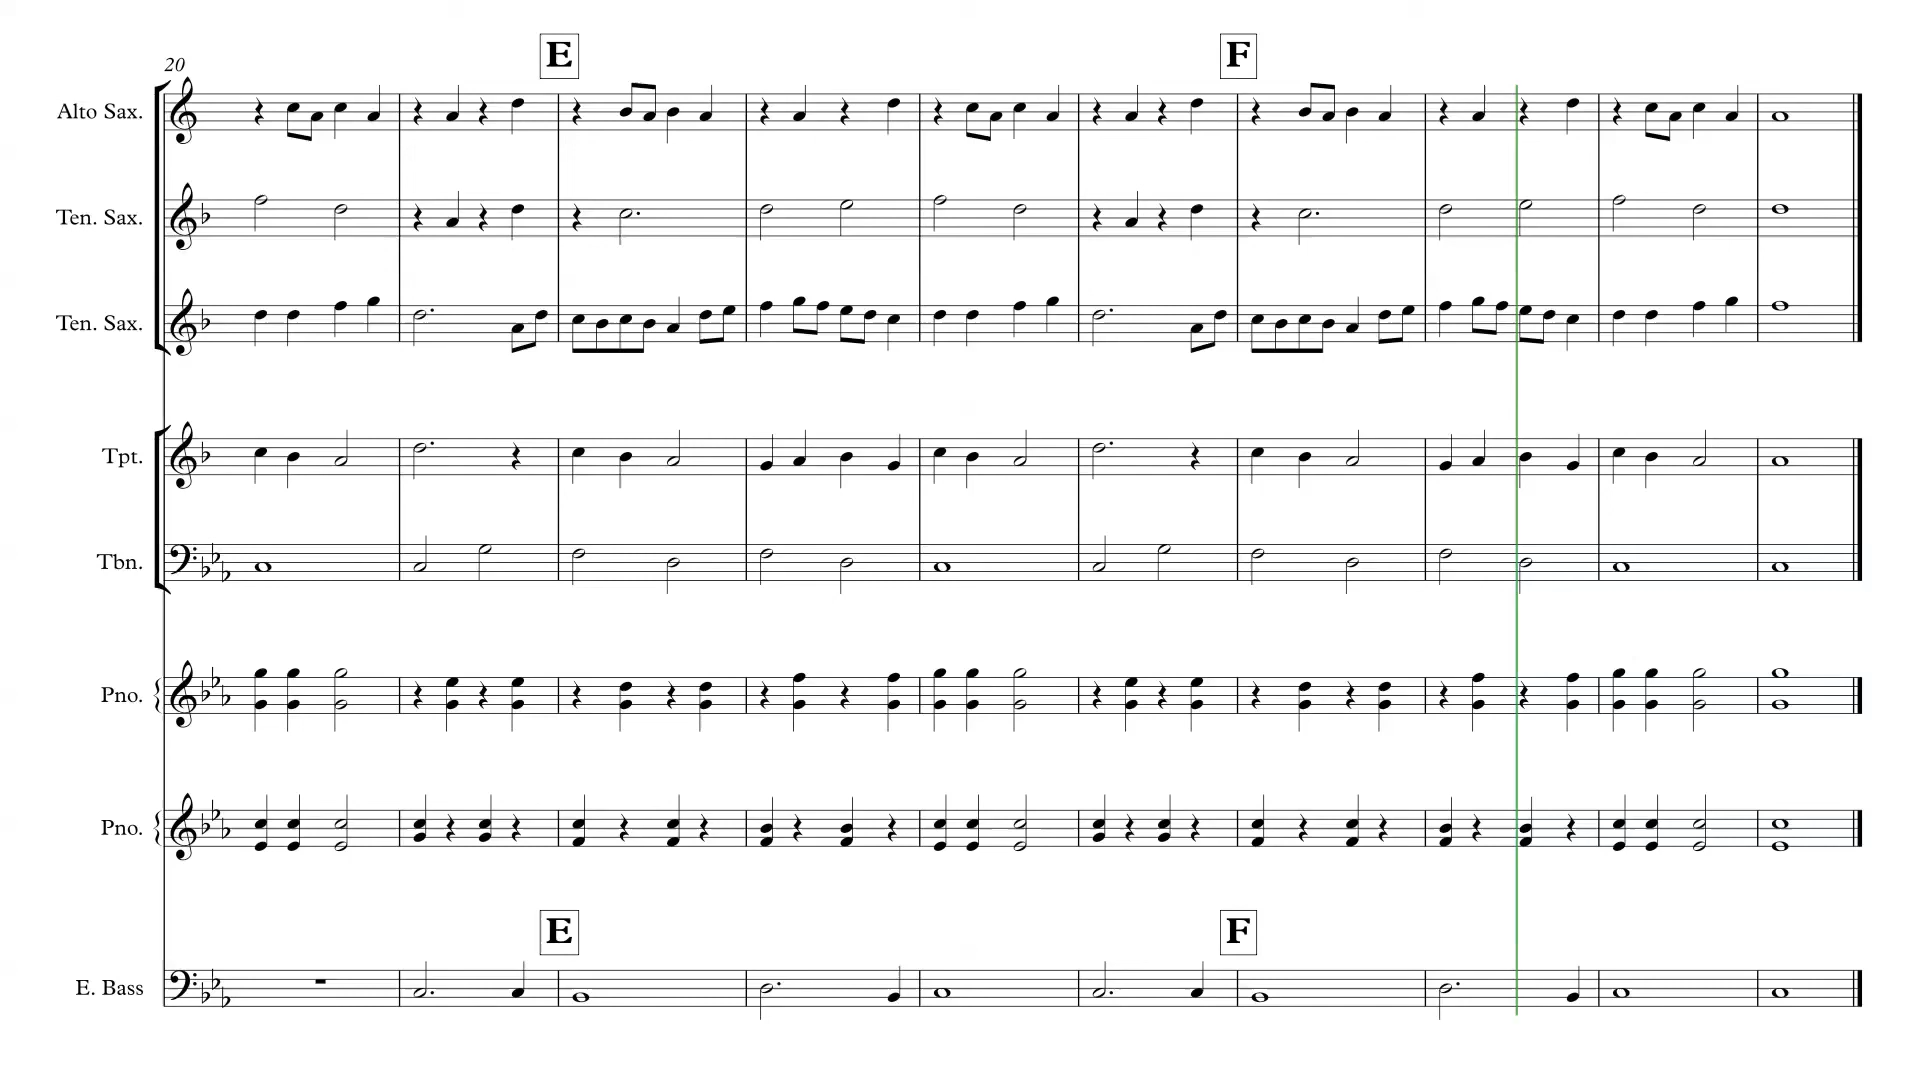 E
F
20
Alto Sax.
Ten. Sax.
Ten. Sax.
Tpt.
Tbn.
Pno.
Pno.
E
F
E. Bass